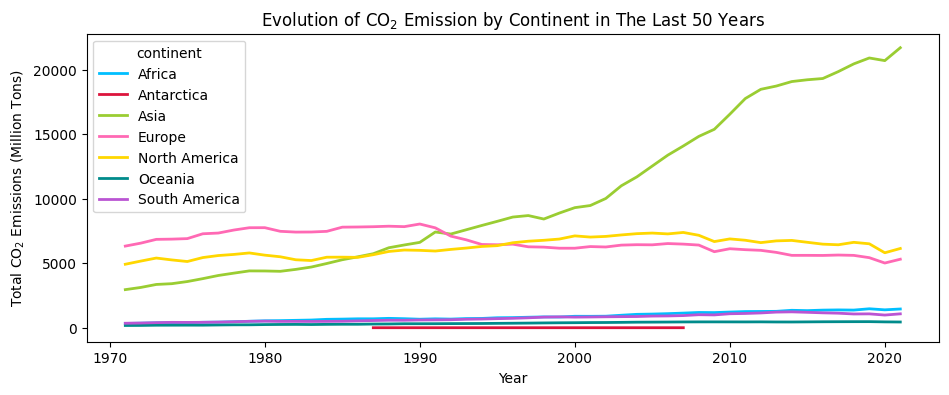 Evolution of CO₂ Emission by Continent in The Last 50 Years
continent
Africa
Antarctica
Asia
Europe
North America
Oceania
South America
Total CO₂ Emissions (Million Tons)
20000
15000
10000
5000
0
1970
1980
1990
2000
2010
2020
Year